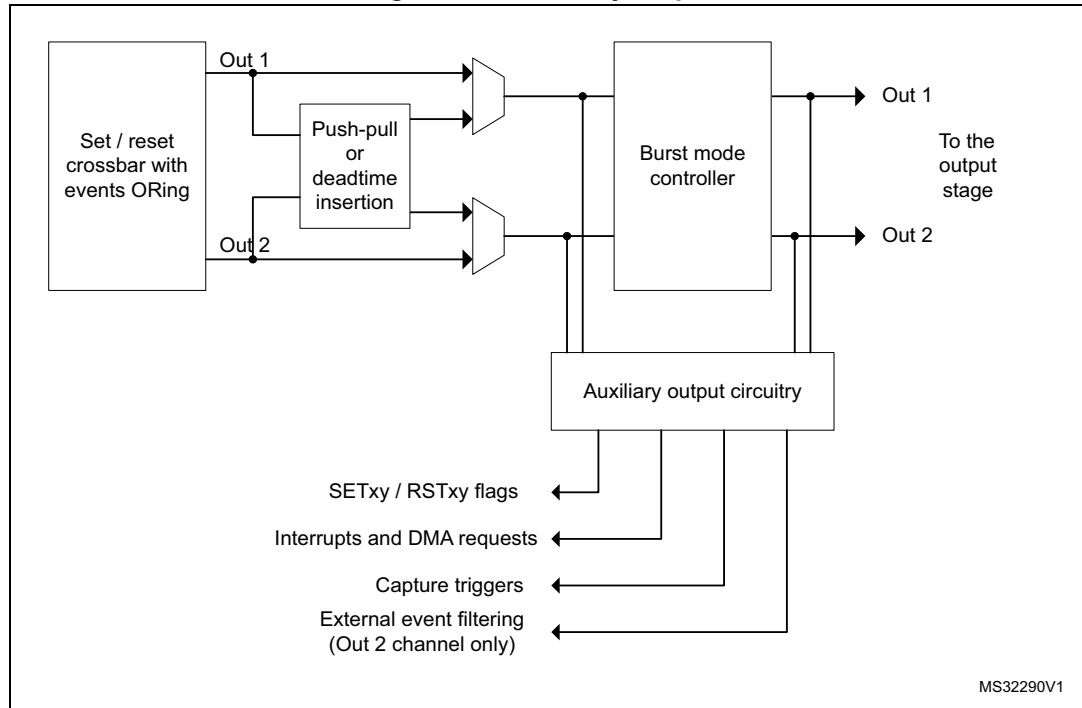 Out 1
Set / reset
crossbar with
events ORing
Out 2
Push-pull
or
deadtime
insertion
Burst mode
controller
Out 1
To the
output
stage
Out 2
Auxiliary output circuitry
SETxy / RSTxy flags
Interrupts and DMA requests
Capture triggers
External event filtering
(Out 2 channel only)
MS32290V1